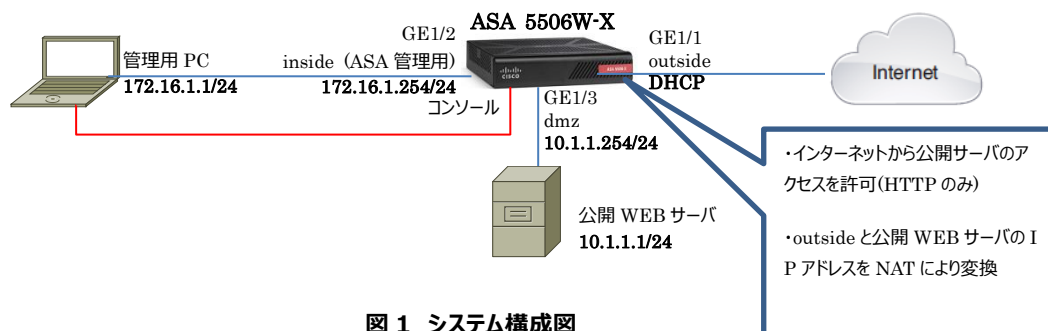 ASA 5506W-X
GE1/2
inside (ASA 管理用)
172.16.1.254/24
コンソール
管理用 PC
172.16.1.1/24
GE1/1
outside
DHCP
Internet
GE1/3
dmz
10.1.1.254/24
公開 WEB サーバ
10.1.1.1/24
・インターネットから公開サーバのア
クセスを許可(HTTP のみ)
・outside と公開 WEB サーバの I
P アドレスを NAT により変換
図 1 システム構成図
CISCO